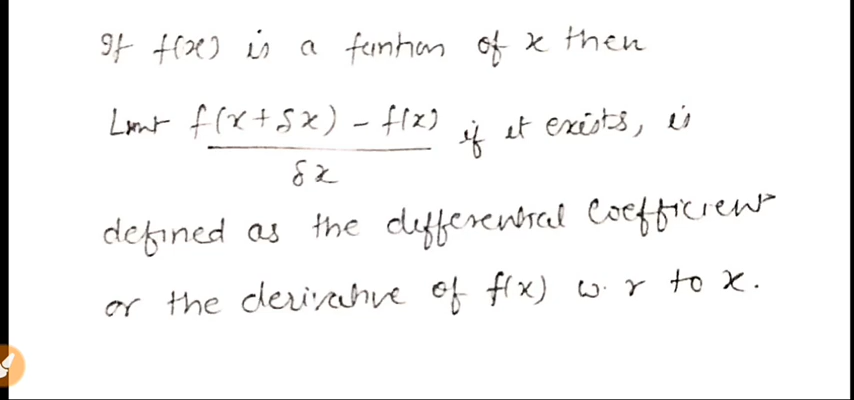 If f(x) is a funtion of x then
Limit f(x+δx) - f(x) if it exists, is
δx
defined as the differential Coefficient
or the derivative of f(x) w.r to x.